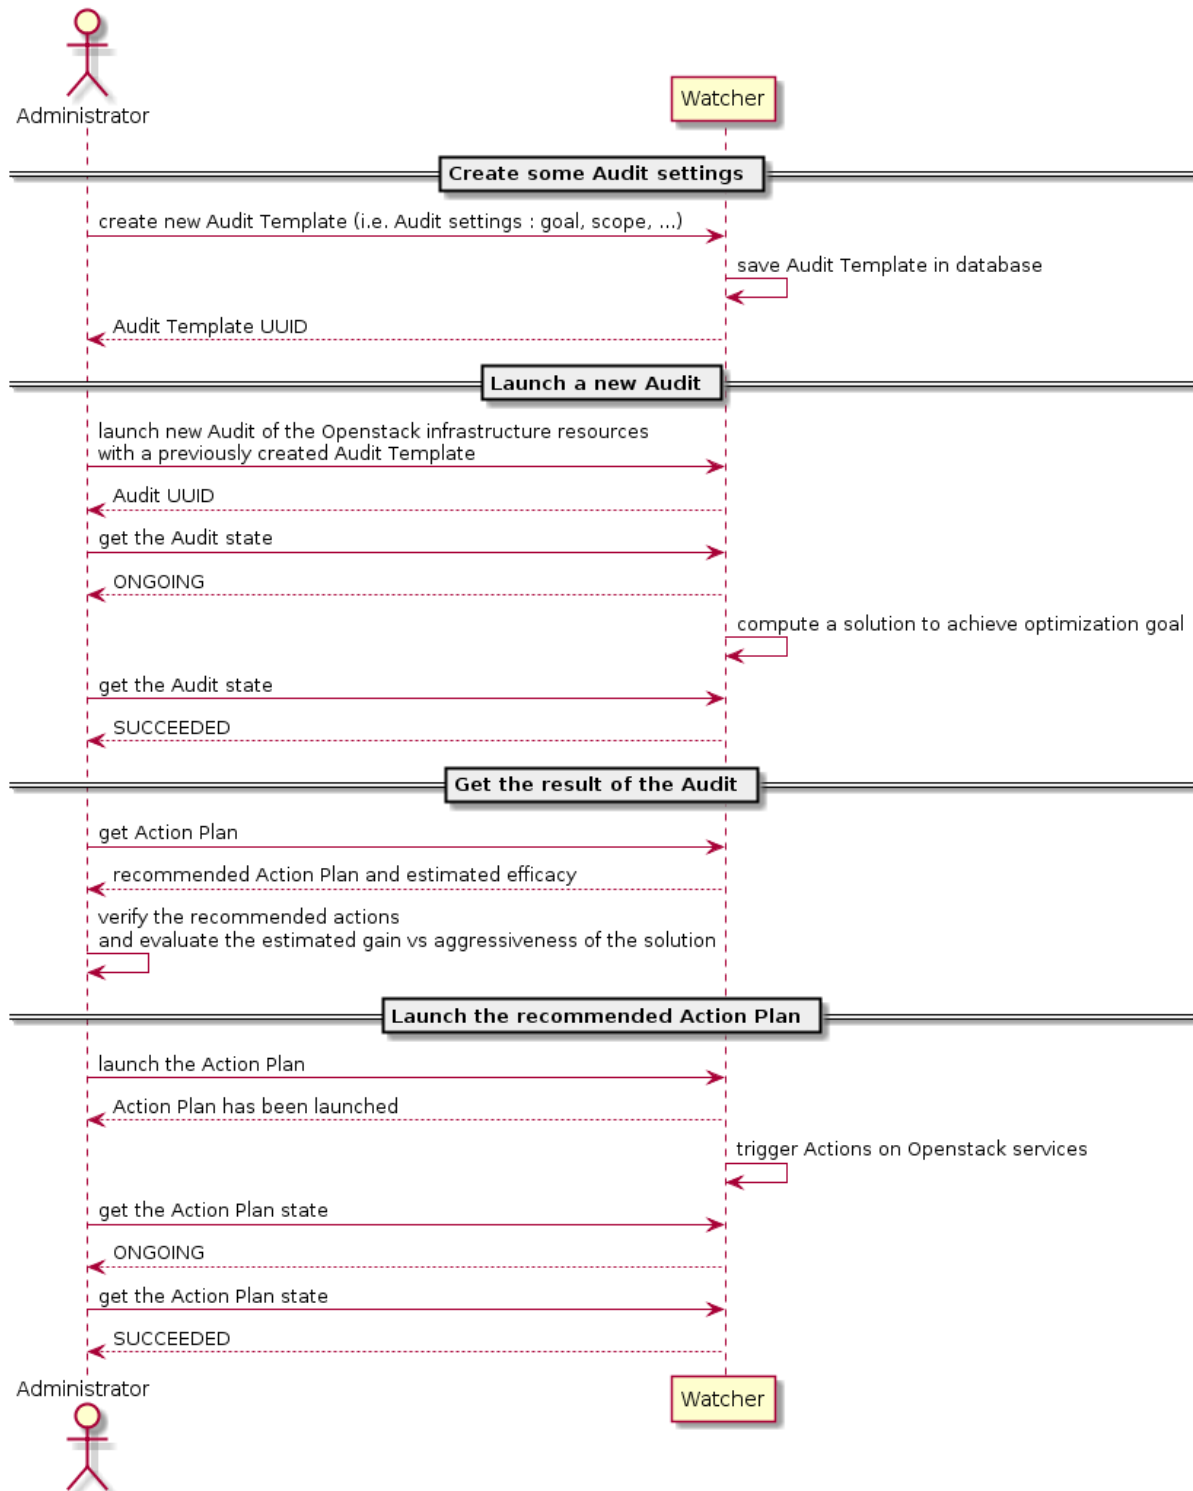 Administrator
Watcher
Create some Audit settings
create new Audit Template (i.e. Audit settings : goal, scope, ...)
save Audit Template in database
Audit Template UUID
Launch a new Audit
launch new Audit of the Openstack infrastructure resources
with a previously created Audit Template
Audit UUID
get the Audit state
ONGOING
compute a solution to achieve optimization goal
get the Audit state
SUCCEEDED
Get the result of the Audit
get Action Plan
recommended Action Plan and estimated efficacy
verify the recommended actions
and evaluate the estimated gain vs aggressiveness of the solution
Launch the recommended Action Plan
launch the Action Plan
Action Plan has been launched
trigger Actions on Openstack services
get the Action Plan state
ONGOING
get the Action Plan state
SUCCEEDED
Administrator
Watcher